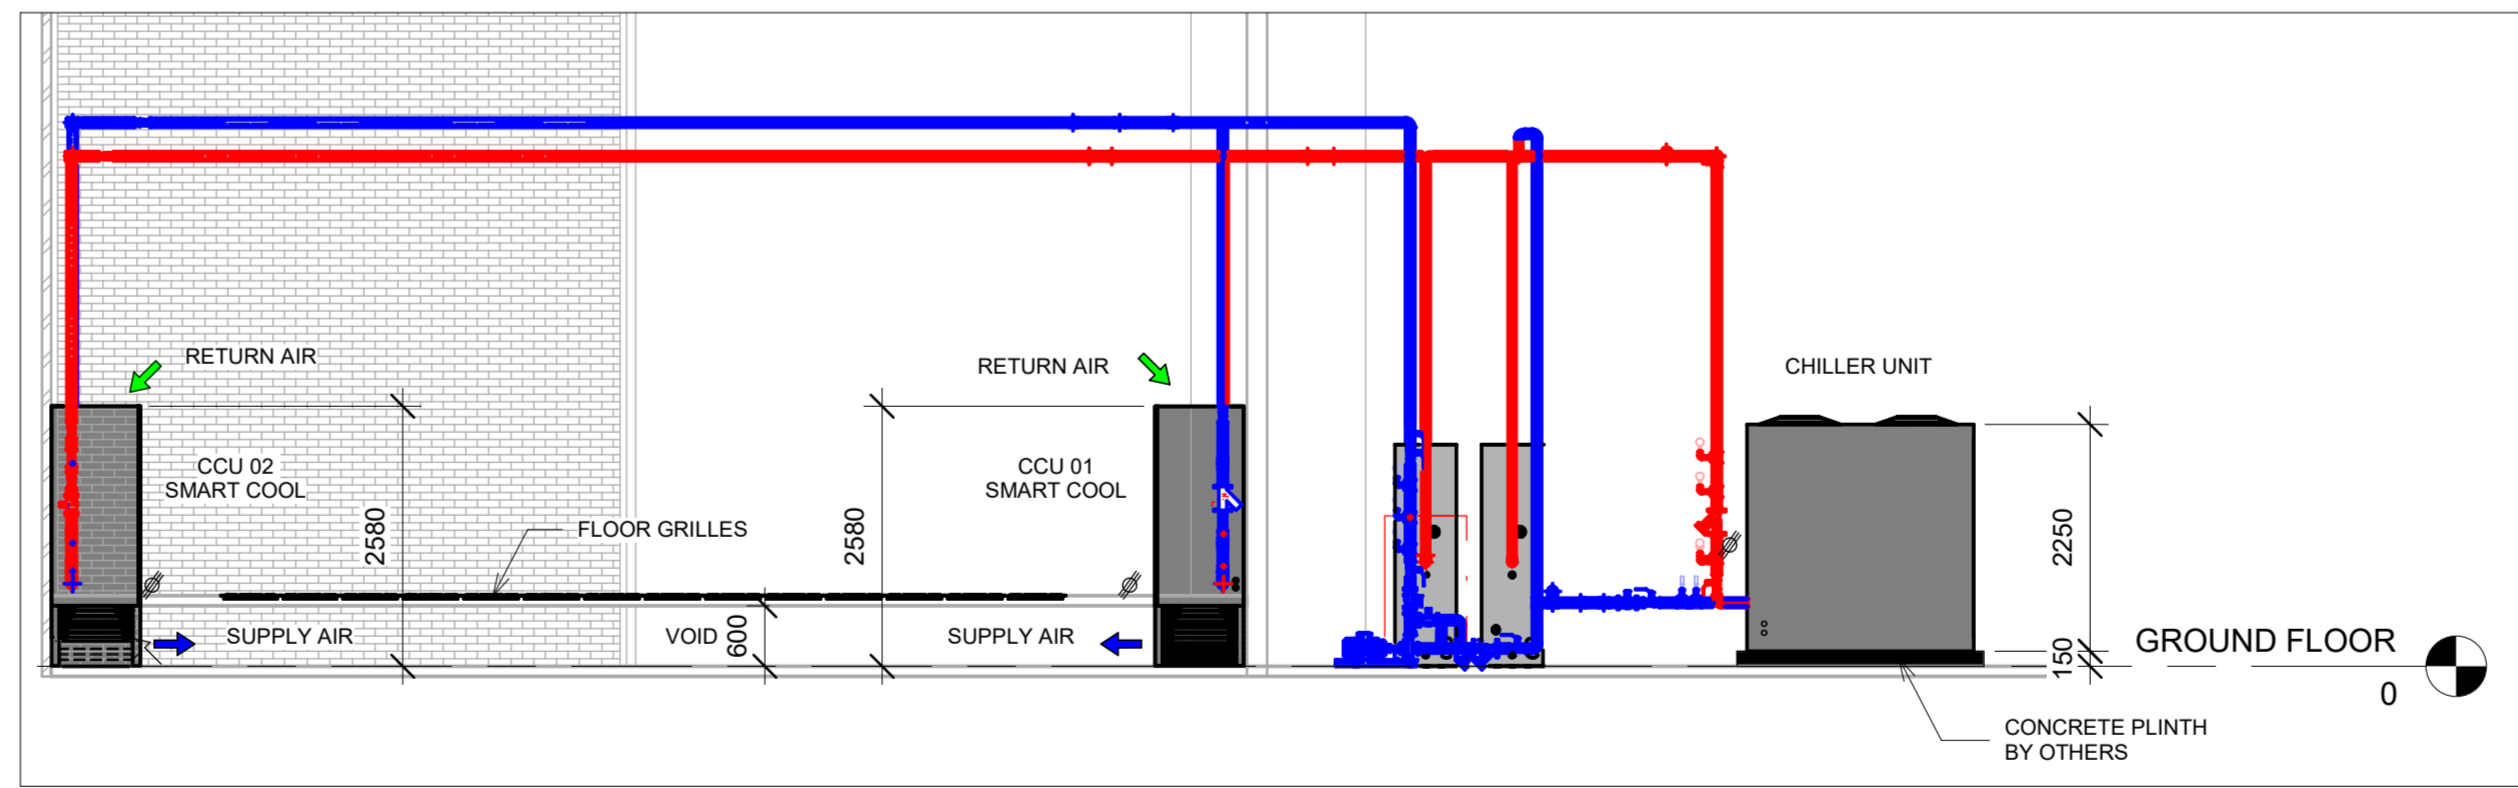 RETURN AIR
RETURN AIR
CHILLER UNIT
CCU 02
SMART COOL
CCU 01
SMART COOL
2580
FLOOR GRILLES
2580
2250
SUPPLY AIR
VOID
600
SUPPLY AIR
150
GROUND FLOOR
0
CONCRETE PLINTH
BY OTHERS